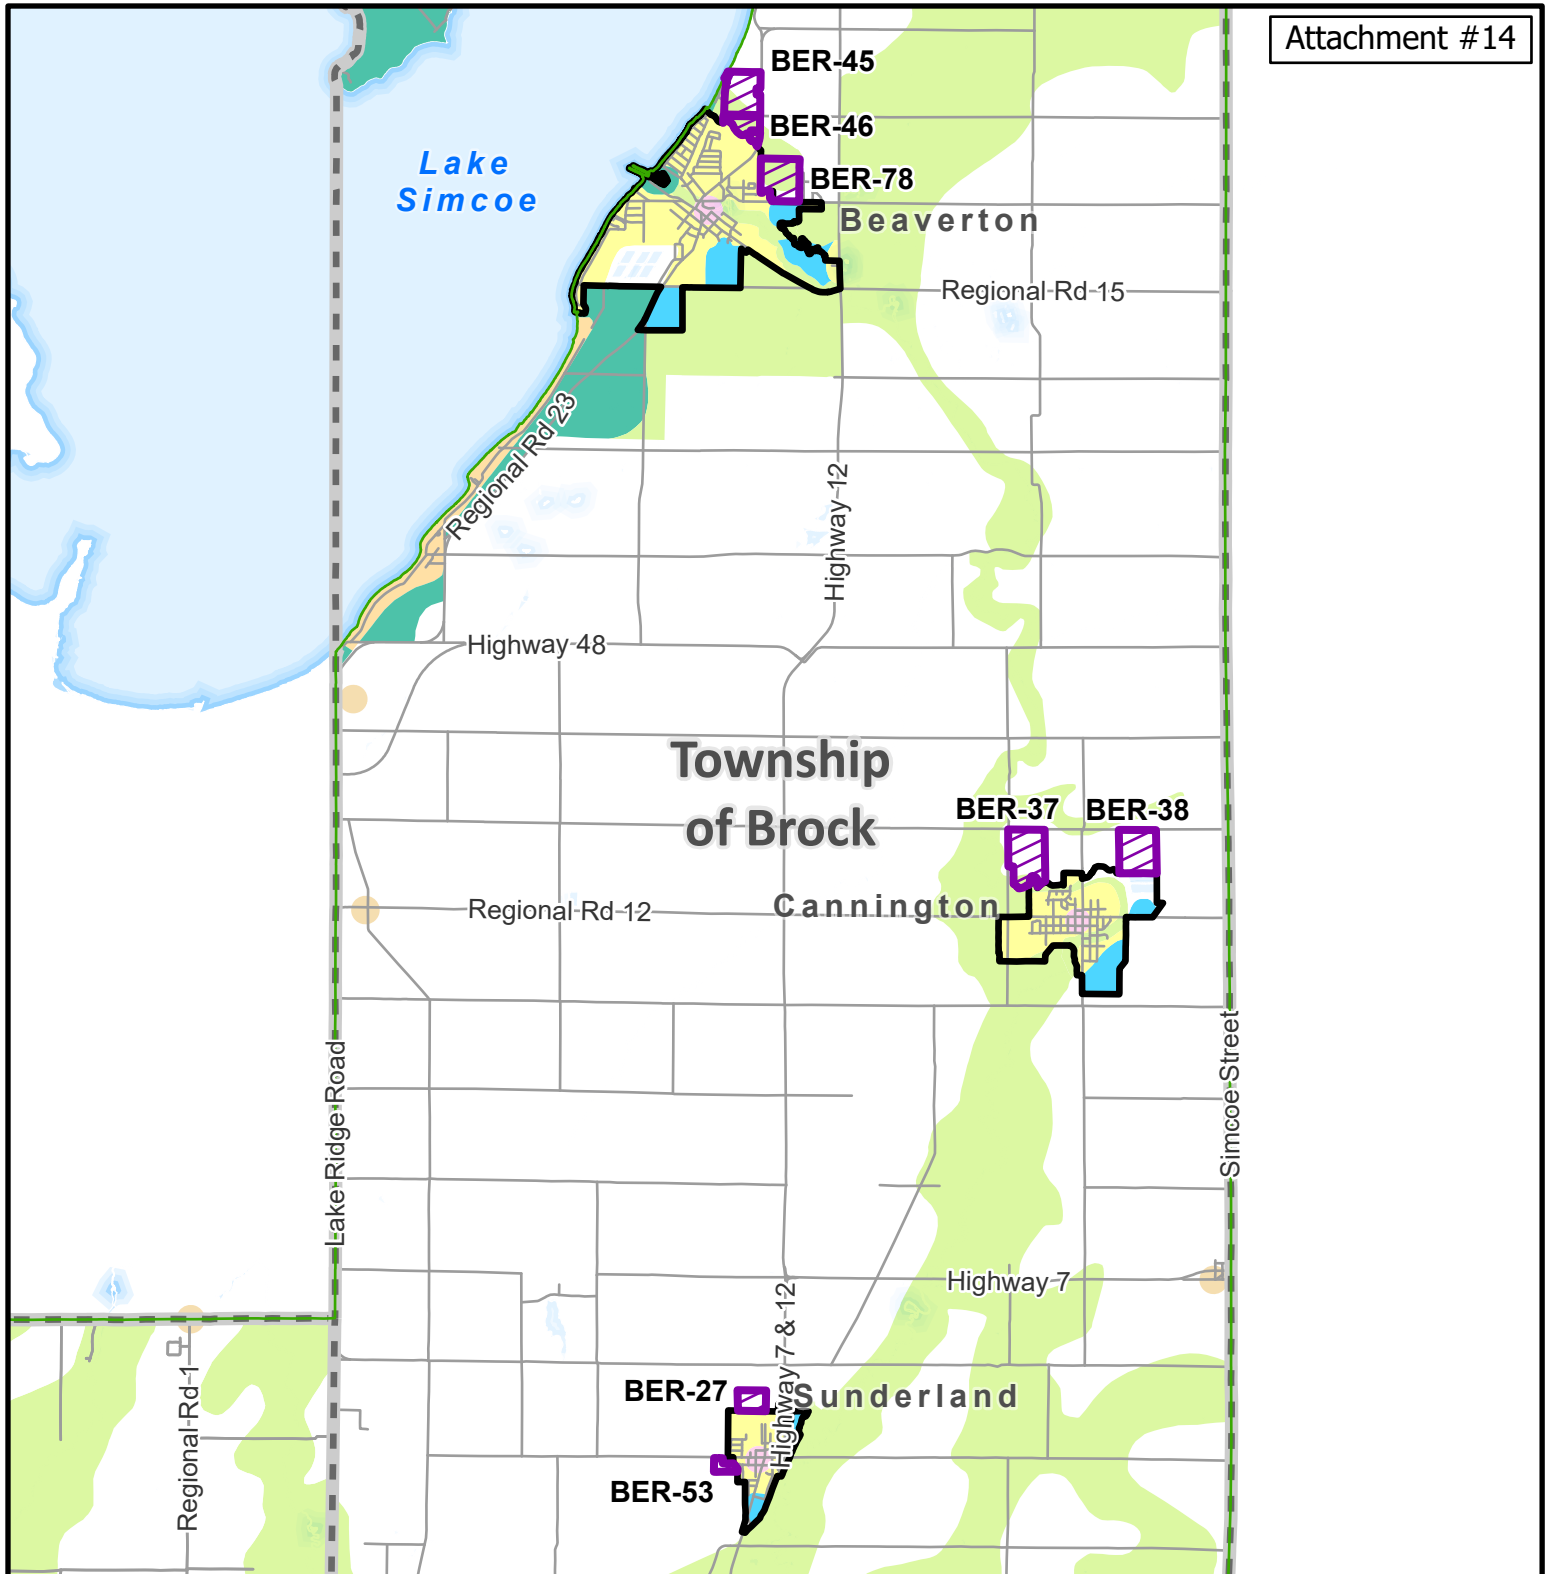 Attachment #14
BER-45
BER-46
Lake
Simcoe
BER-78
Beaverton
Regional Rd 15
Regional Rd 23
Highway 12
Highway 48
Township
of Brock
BER-37
BER-38
Cannington
Regional Rd 12
Lake Ridge Road
Simcoe Street
Highway 7
Highway 7 & 12
Regional Rd 1
BER-27
Sunderland
BER-53